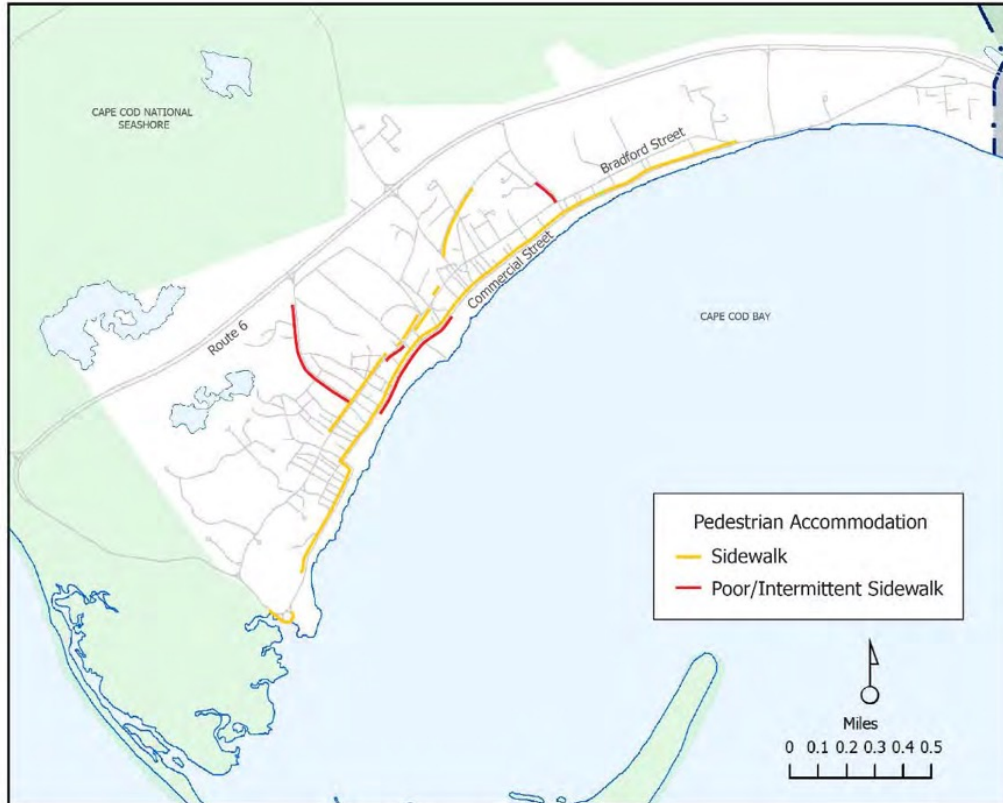 CAPE COD NATIONAL
SEASHORE
Bradford Street
Commercial Street
Route 6
CAPE COD BAY
Pedestrian Accommodation
Sidewalk
Poor/Intermittent Sidewalk
Miles
0 0.1 0.2 0.3 0.4 0.5